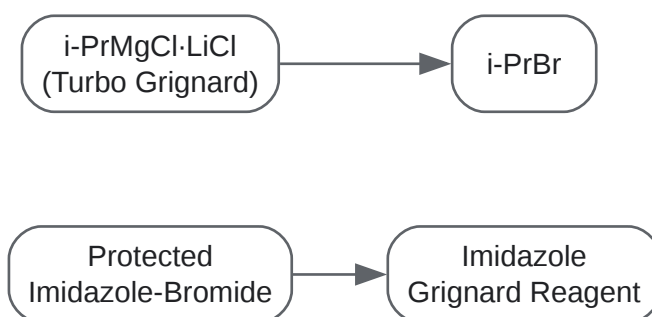 i-PrMgCl·LiCl
(Turbo Grignard)
i-PrBr
Protected
Imidazole-Bromide
Imidazole
Grignard Reagent